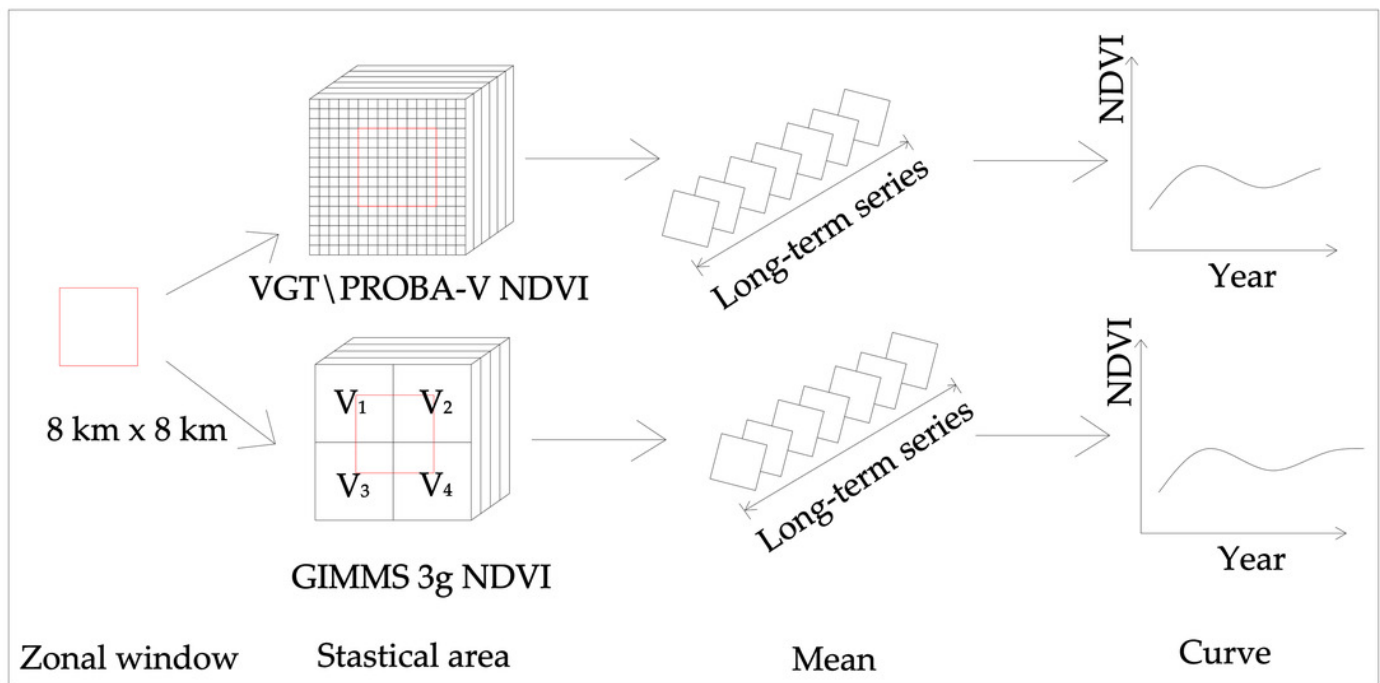 NDVI
Long-term series
Year
VGT\PROBA-V NDVI
8 km x 8 km
V1
V2
V3
V4
NDVI
Long-term series
Year
GIMMS 3g NDVI
Zonal window
Stastical area
Mean
Curve